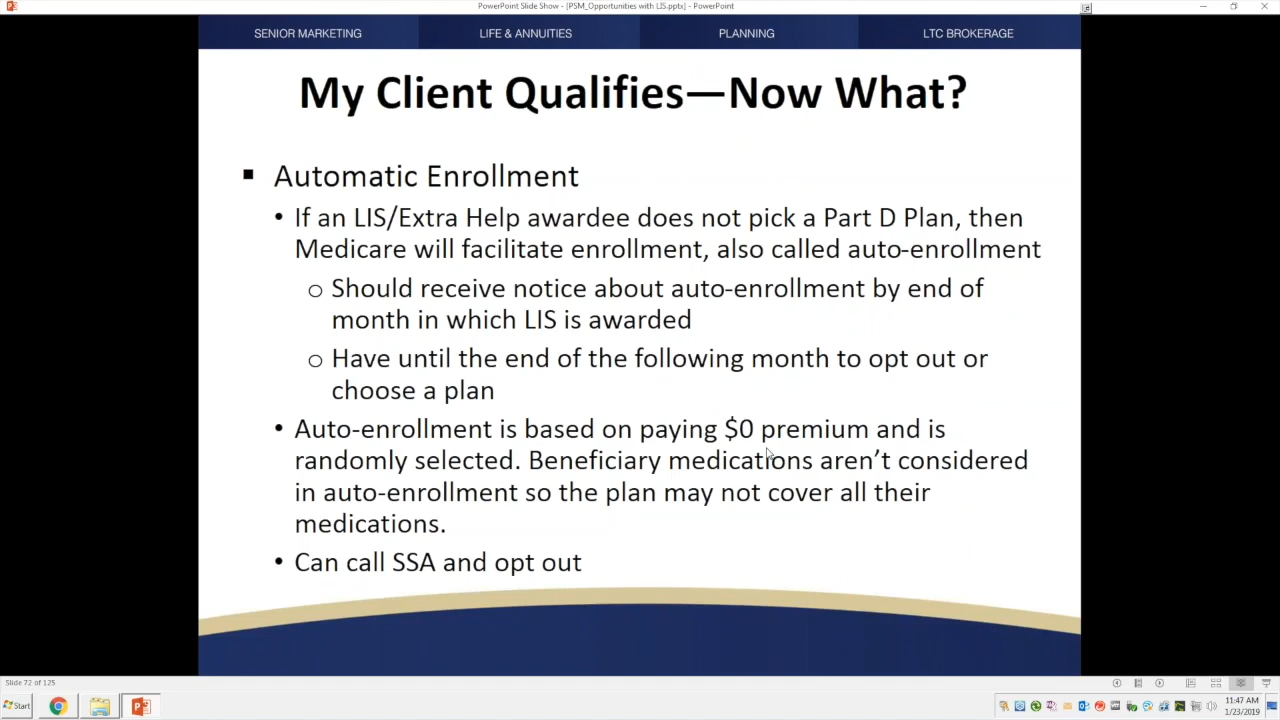 PowerPoint Slide Show - [PSM_Opportunities with LIS.pptx] - PowerPoint
SENIOR MARKETING LIFE & ANNUITIES PLANNING LTC BROKERAGE
My Client Qualifies—Now What?
▪ Automatic Enrollment
• If an LIS/Extra Help awardee does not pick a Part D Plan, then
Medicare will facilitate enrollment, also called auto-enrollment
o Should receive notice about auto-enrollment by end of
month in which LIS is awarded
o Have until the end of the following month to opt out or
choose a plan
• Auto-enrollment is based on paying $0 premium and is
randomly selected. Beneficiary medications aren’t considered
in auto-enrollment so the plan may not cover all their
medications.
• Can call SSA and opt out
Slide 72 of 125
Start
11:47 AM
1/23/2019